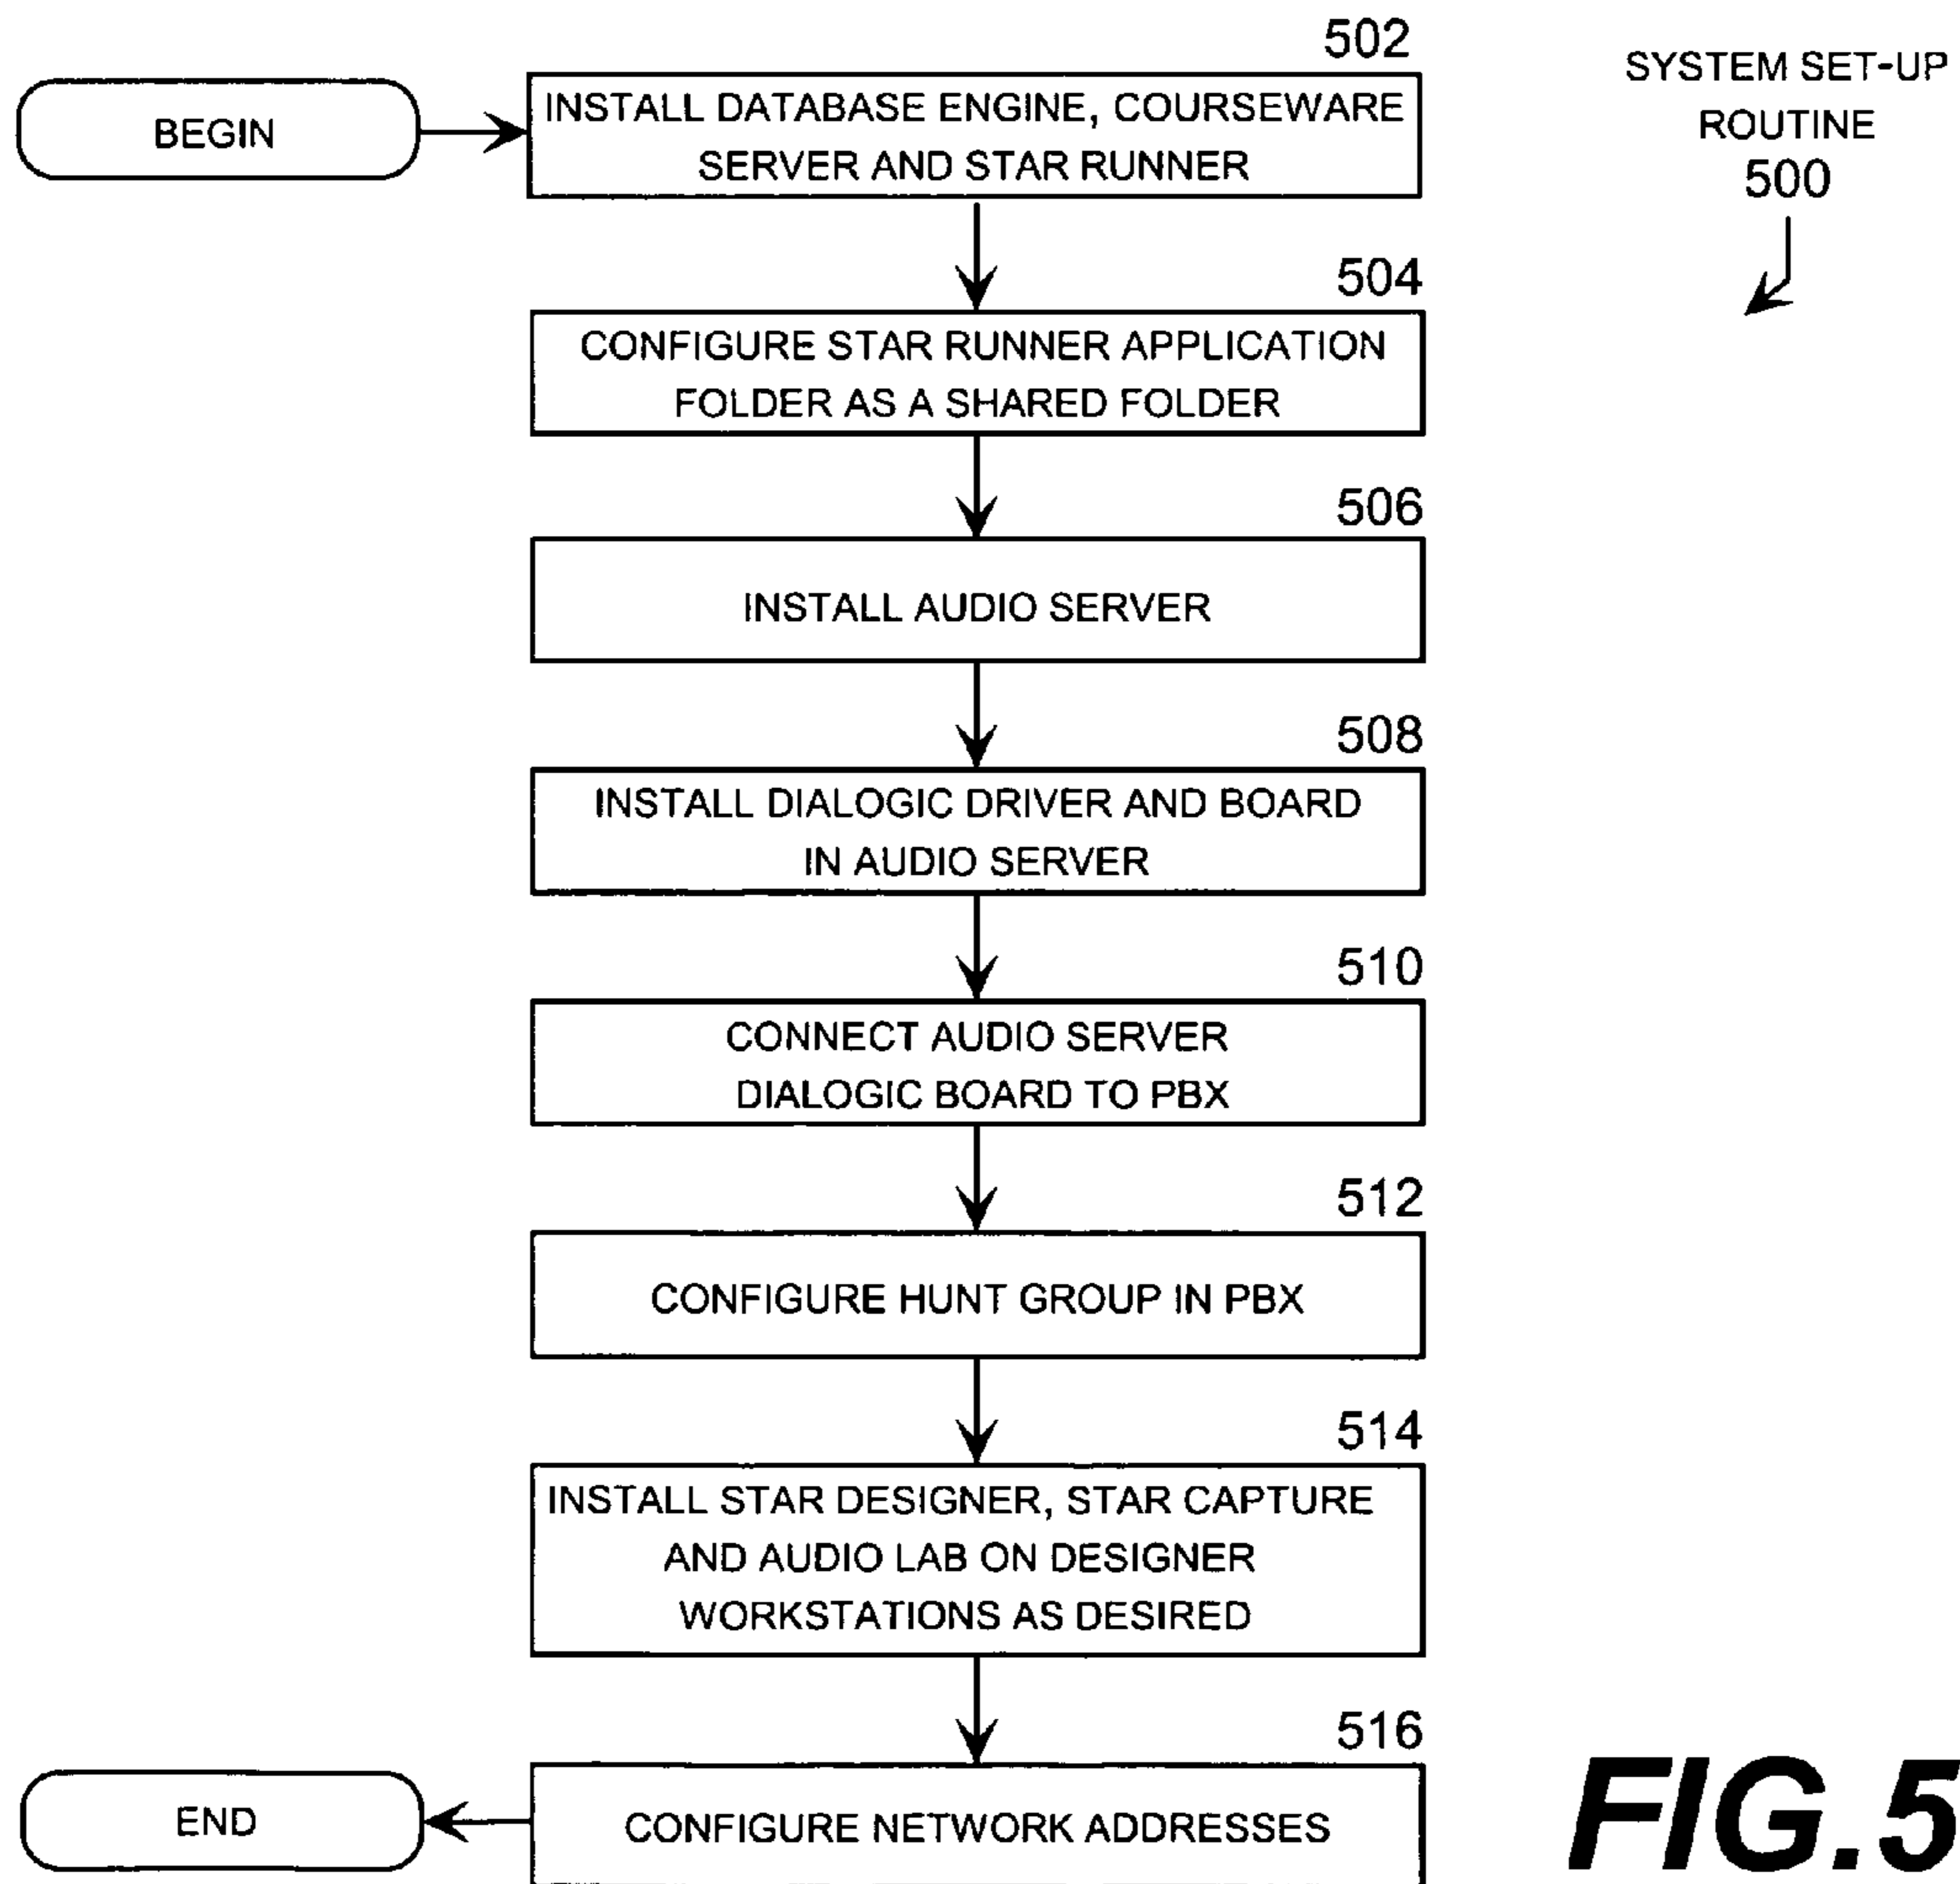 502
SYSTEM SET-UP
ROUTINE
500
BEGIN
INSTALL DATABASE ENGINE, COURSEWARE
SERVER AND STAR RUNNER
504
CONFIGURE STAR RUNNER APPLICATION
FOLDER AS A SHARED FOLDER
506
INSTALL AUDIO SERVER
508
INSTALL DIALOGIC DRIVER AND BOARD
IN AUDIO SERVER
510
CONNECT AUDIO SERVER
DIALOGIC BOARD TO PBX
512
CONFIGURE HUNT GROUP IN PBX
514
INSTALL STAR DESIGNER, STAR CAPTURE
AND AUDIO LAB ON DESIGNER
WORKSTATIONS AS DESIRED
516
CONFIGURE NETWORK ADDRESSES
END
FIG.5